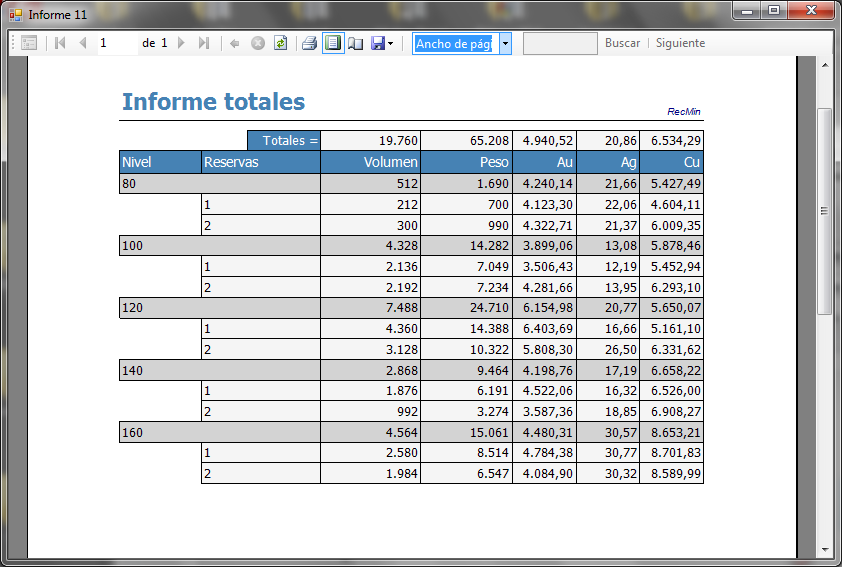 Informe 11
1 de 1 Ancho de pág Buscar Siguiente
Informe totales
RecMin
Totales = 19.760 65.208 4.940,52 20,86 6.534,29
Nivel Reservas Volumen Peso Au Ag Cu
80 512 1.690 4.240,14 21,66 5.427,49
1 212 700 4.123,30 22,06 4.604,11
2 300 990 4.322,71 21,37 6.009,35
100 4.328 14.282 3.899,06 13,08 5.878,46
1 2.136 7.049 3.506,43 12,19 5.452,94
2 2.192 7.234 4.281,66 13,95 6.293,10
120 7.488 24.710 6.154,98 20,77 5.650,07
1 4.360 14.388 6.403,69 16,66 5.161,10
2 3.128 10.322 5.808,30 26,50 6.331,62
140 2.868 9.464 4.198,76 17,19 6.658,22
1 1.876 6.191 4.522,06 16,32 6.526,00
2 992 3.274 3.587,36 18,85 6.908,27
160 4.564 15.061 4.480,31 30,57 8.653,21
1 2.580 8.514 4.784,38 30,77 8.701,83
2 1.984 6.547 4.084,90 30,32 8.589,99